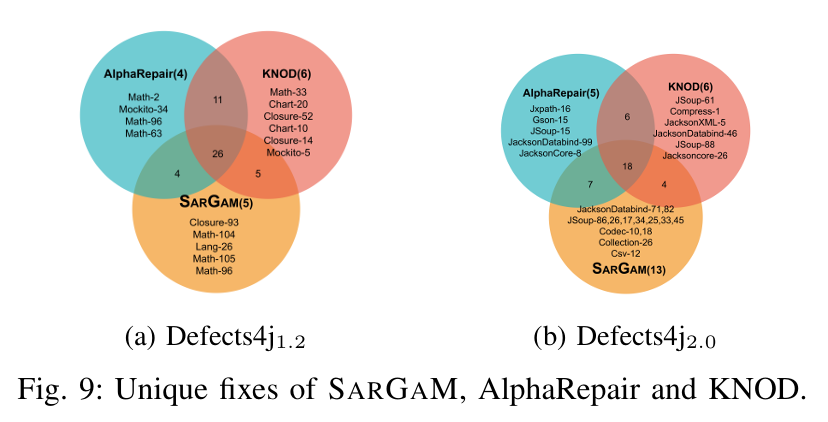 AlphaRepair(4)
Math-2
Mockito-34
Math-96
Math-63
11
KNOD(6)
Math-33
Chart-20
Closure-52
Chart-10
Closure-14
Mockito-5
26
4
5
SARGAM(5)
Closure-93
Math-104
Lang-26
Math-105
Math-96
(a) Defects4j1.2
AlphaRepair(5)
Jxpath-16
Gson-15
JSoup-15
JacksonDatabind-99
JacksonCore-8
6
KNOD(6)
JSoup-61
Compress-1
JacksonXML-5
JacksonDatabind-46
JSoup-88
Jacksoncore-26
18
7
4
JacksonDatabind-71,82
JSoup-86,26,17,34,25,33,45
Codec-10,18
Collection-26
Csv-12
SARGAM(13)
(b) Defects4j2.0
Fig. 9: Unique fixes of SARGAM, AlphaRepair and KNOD.